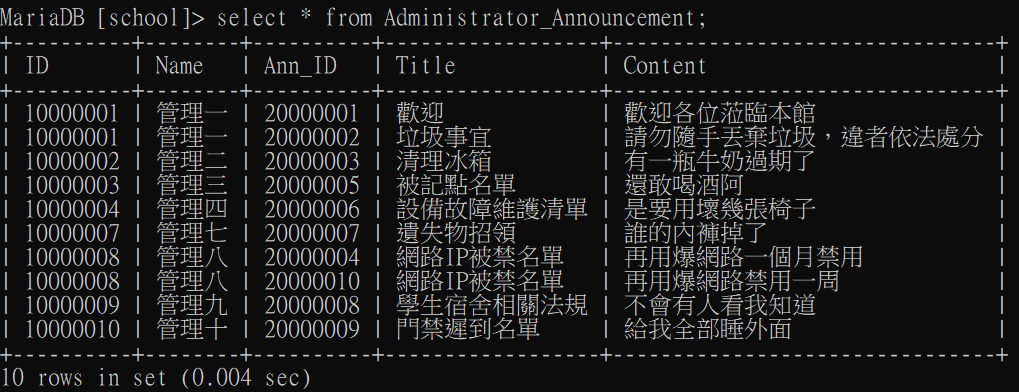 MariaDB [school]> select * from Administrator_Announcement;
+----------+--------+----------+------------------+--------------------------------+
| ID | Name | Ann_ID | Title | Content |
+----------+--------+----------+------------------+--------------------------------+
| 10000001 | 管理一 | 20000001 | 歡迎 | 歡迎各位蒞臨本館 |
| 10000001 | 管理一 | 20000002 | 垃圾事宜 | 請勿隨手丟棄垃圾，違者依法處分 |
| 10000002 | 管理二 | 20000003 | 清理冰箱 | 有一瓶牛奶過期了 |
| 10000003 | 管理三 | 20000005 | 被記點名單 | 還敢喝酒阿 |
| 10000004 | 管理四 | 20000006 | 設備故障維護清單 | 是要用壞幾張椅子 |
| 10000007 | 管理七 | 20000007 | 遺失物招領 | 誰的內褲掉了 |
| 10000008 | 管理八 | 20000004 | 網路IP被禁名單 | 再用爆網路一個月禁用 |
| 10000008 | 管理八 | 20000010 | 網路IP被禁名單 | 再用爆網路禁用一周 |
| 10000009 | 管理九 | 20000008 | 學生宿舍相關法規 | 不會有人看我知道 |
| 10000010 | 管理十 | 20000009 | 門禁遲到名單 | 給我全部睡外面 |
+----------+--------+----------+------------------+--------------------------------+
10 rows in set (0.004 sec)